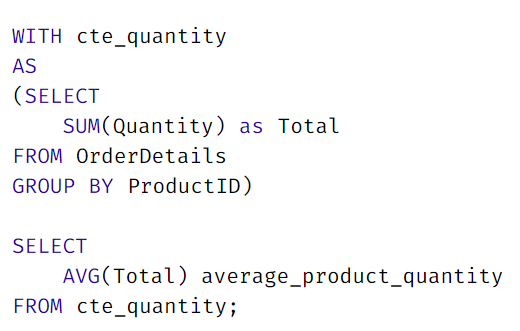 WITH cte_quantity
AS
(SELECT
    SUM(Quantity) as Total
FROM OrderDetails
GROUP BY ProductID)

SELECT
    AVG(Total) average_product_quantity
FROM cte_quantity;